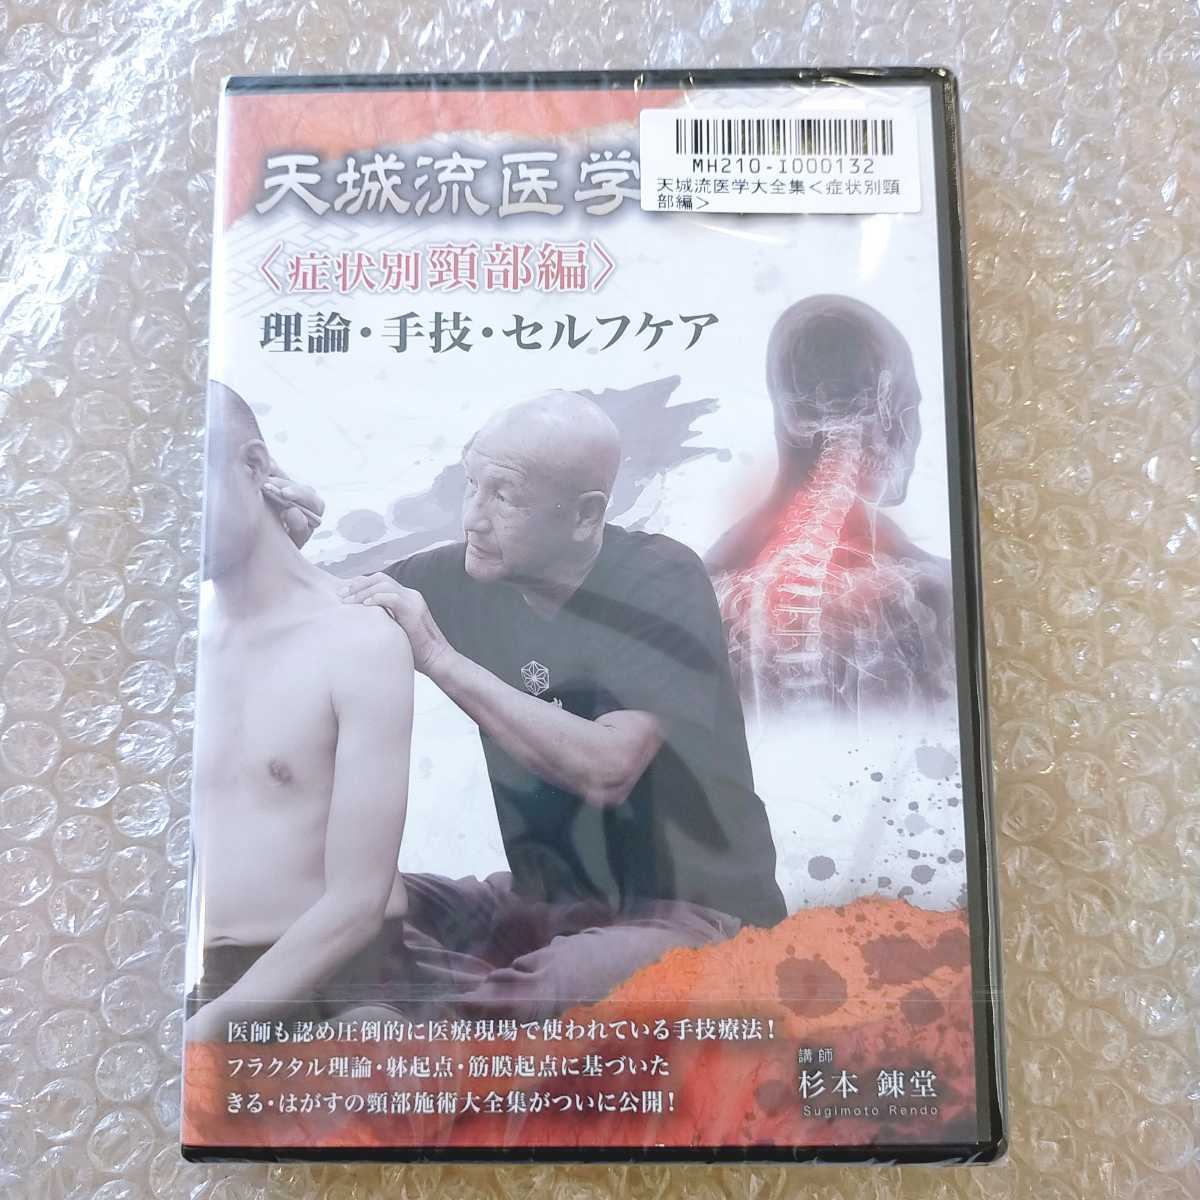 天城流医学
MH210-I000132
天城流医学大全集<症状別頸
部編>
〈症状別頸部編〉
理論・手技・セルフケア
医師も認め圧倒的に医療現場で使われている手技療法!
フラクタル理論・躰起点・筋膜起点に基づいた
きる・はがすの頸部施術大全集がついに公開!
講師
杉本 錬堂
Sugimoto Rendo